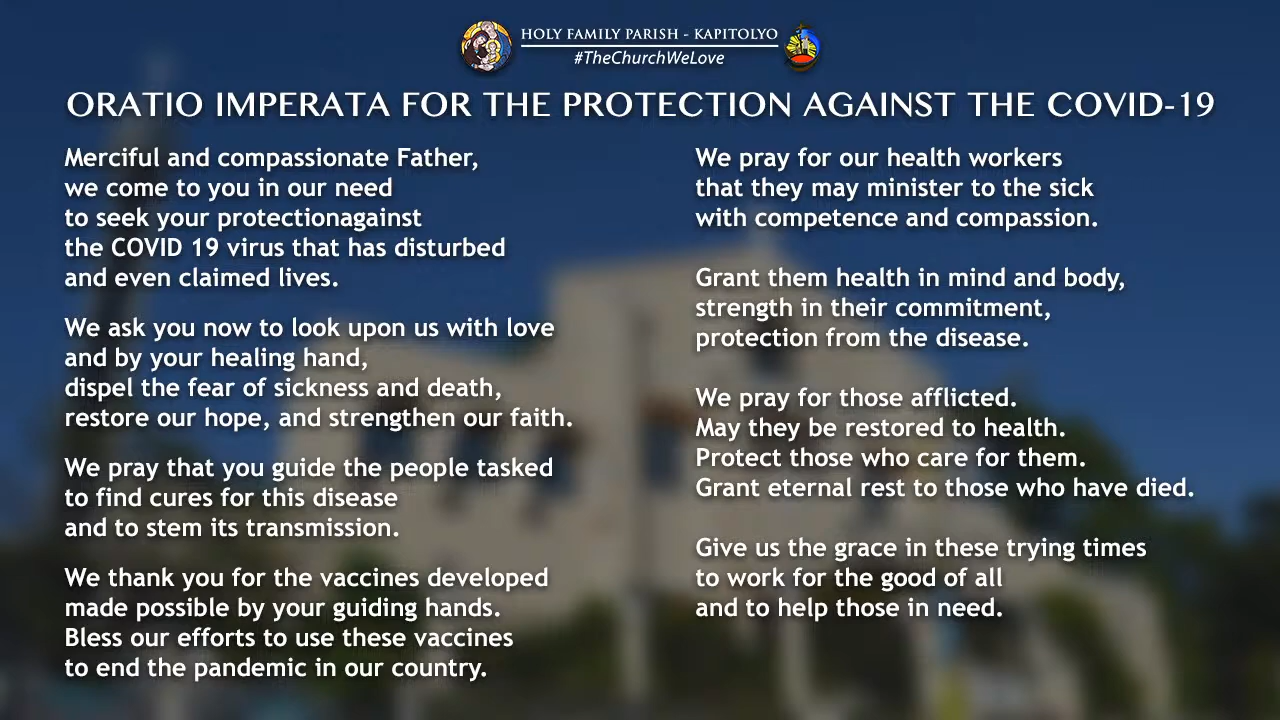 HOLY FAMILY PARISH - KAPITOLYO
#TheChurchWeLove
ORATIO IMPERATA FOR THE PROTECTION AGAINST THE COVID-19
Merciful and compassionate Father,
we come to you in our need
to seek your protectionagainst
the COVID 19 virus that has disturbed
and even claimed lives.
We ask you now to look upon us with love
and by your healing hand,
dispel the fear of sickness and death,
restore our hope, and strengthen our faith.
We pray that you guide the people tasked
to find cures for this disease
and to stem its transmission.
We thank you for the vaccines developed
made possible by your guiding hands.
Bless our efforts to use these vaccines
to end the pandemic in our country.
We pray for our health workers
that they may minister to the sick
with competence and compassion.
Grant them health in mind and body,
strength in their commitment,
protection from the disease.
We pray for those afflicted.
May they be restored to health.
Protect those who care for them.
Grant eternal rest to those who have died.
Give us the grace in these trying times
to work for the good of all
and to help those in need.